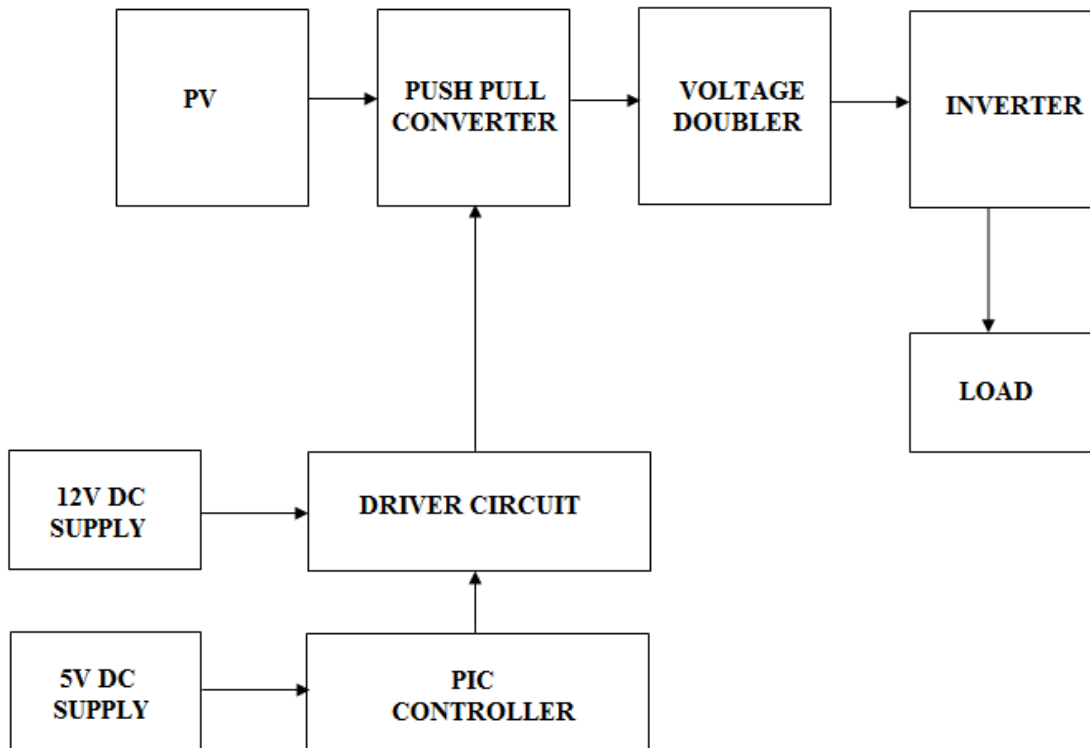 PV
PUSH PULL
CONVERTER
VOLTAGE
DOUBLER
INVERTER
LOAD
12V DC
SUPPLY
DRIVER CIRCUIT
5V DC
SUPPLY
PIC
CONTROLLER